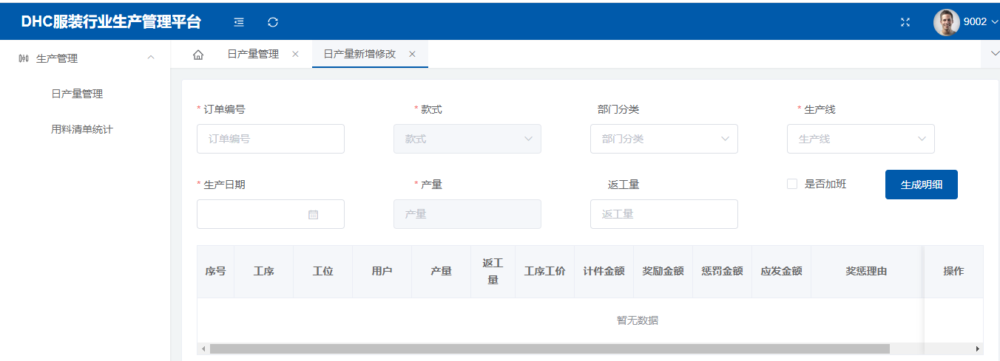 DHC服装行业生产管理平台
9002
生产管理
日产量管理
用料清单统计
日产量管理
日产量新增修改
* 订单编号
* 款式
部门分类
* 生产线
订单编号
款式
部门分类
生产线
* 生产日期
* 产量
返工量
是否加班
生成明细
产量
返工量
序号
工序
工位
用户
产量
返工
量
工序工价
计件金额
奖励金额
惩罚金额
应发金额
奖惩理由
操作
暂无数据